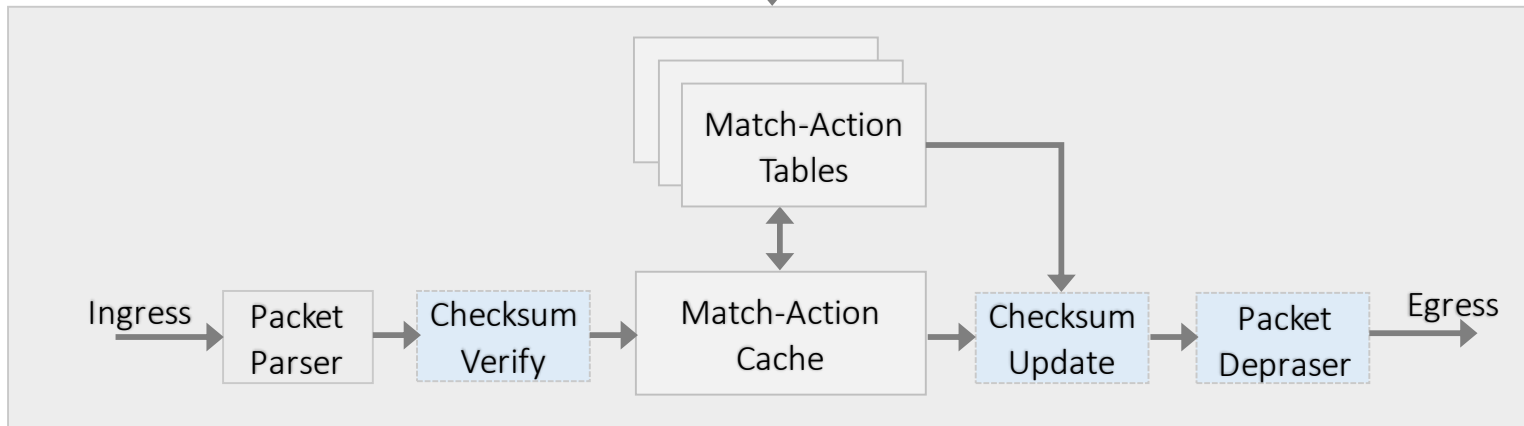 Match-Action
Tables
Ingress
Packet
Parser
Checksum
Verify
Match-Action
Cache
Checksum
Update
Packet
Depraser
Egress